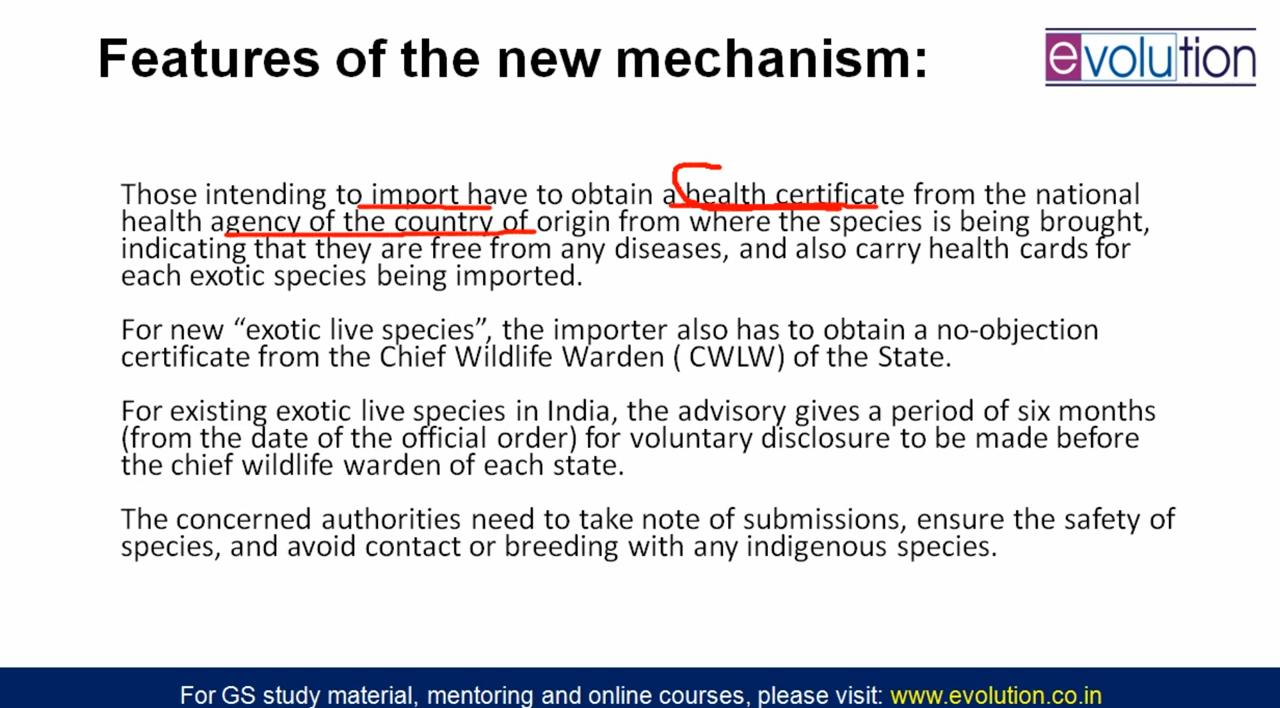 Features of the new mechanism:
evolution
Those intending to import have to obtain a health certificate from the national
health agency of the country of origin from where the species is being brought,
indicating that they are free from any diseases, and also carry health cards for
each exotic species being imported.
For new “exotic live species”, the importer also has to obtain a no-objection
certificate from the Chief Wildlife Warden ( CWLW) of the State.
For existing exotic live species in India, the advisory gives a period of six months
(from the date of the official order) for voluntary disclosure to be made before
the chief wildlife warden of each state.
The concerned authorities need to take note of submissions, ensure the safety of
species, and avoid contact or breeding with any indigenous species.
For GS study material, mentoring and online courses, please visit: www.evolution.co.in